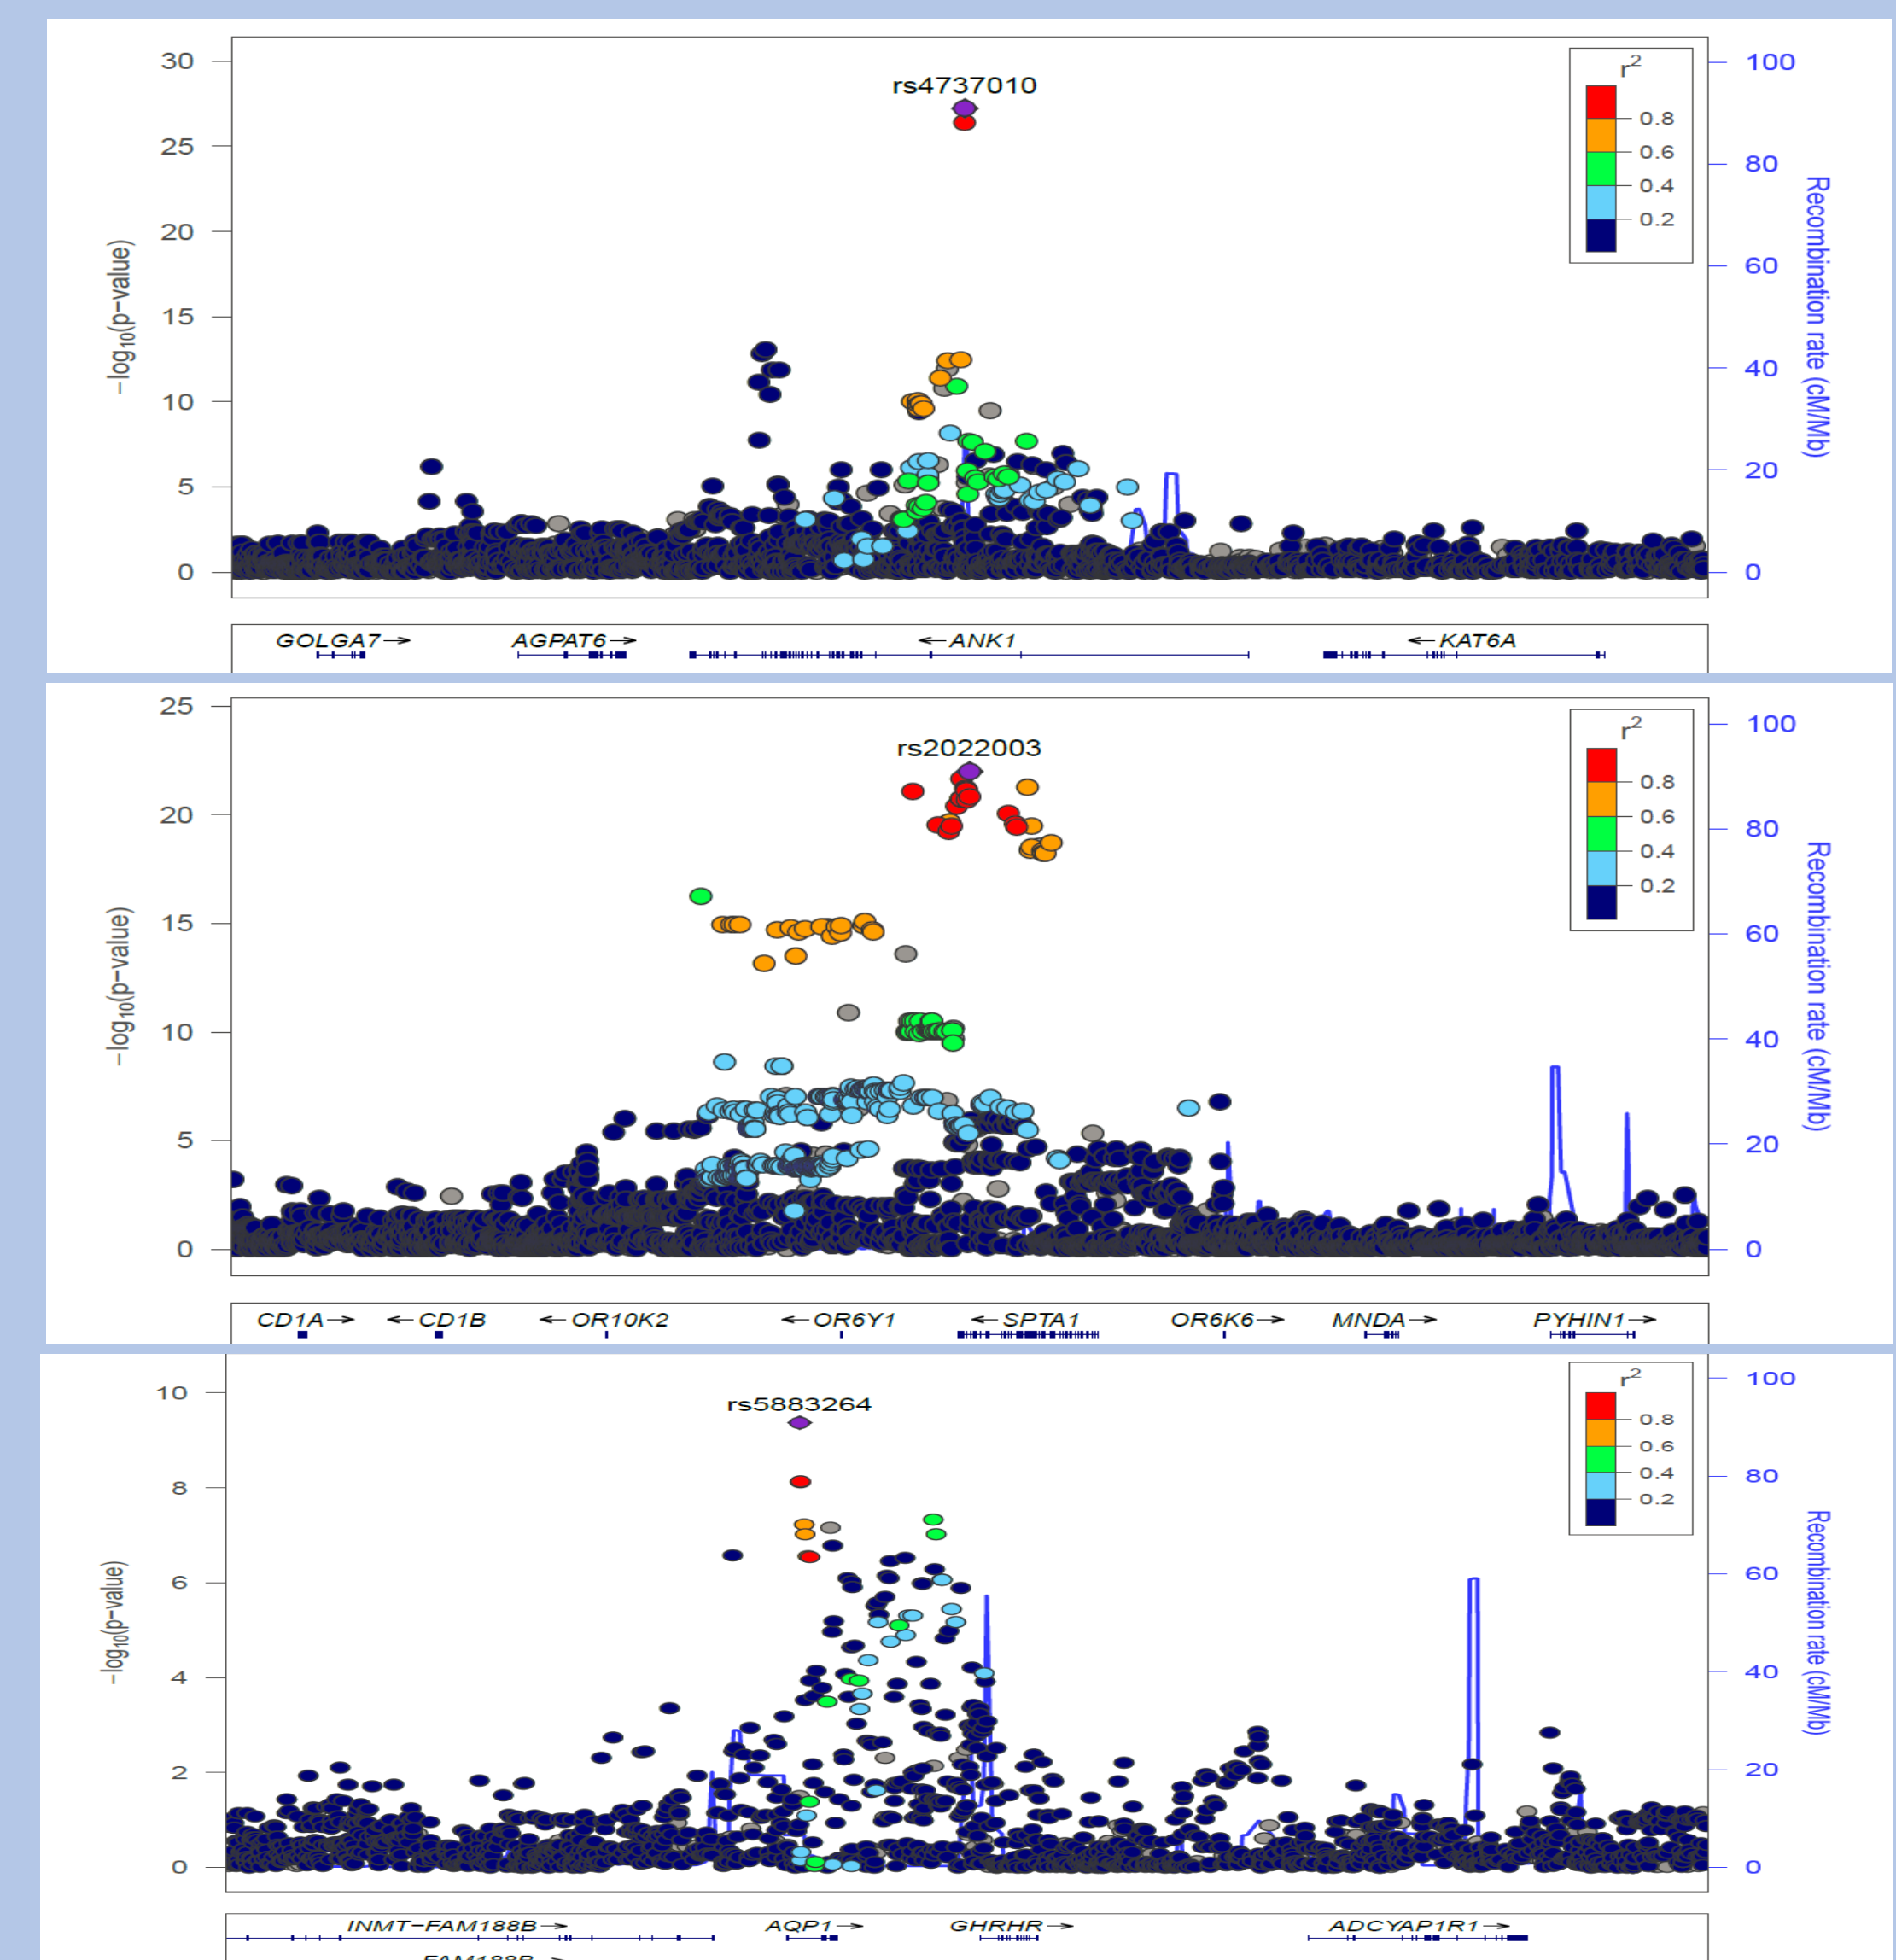 30
25
20
15
10
5
0
−log10(p−value)
rs4737010
r2
0.8
0.6
0.4
0.2
100
80
60
40
20
0
Recombination rate (cM/Mb)
GOLGA7→
AGPAT6→
←ANK1
←KAT6A
25
20
15
10
5
0
−log10(p−value)
rs2022003
r2
0.8
0.6
0.4
0.2
100
80
60
40
20
0
Recombination rate (cM/Mb)
CD1A→
←CD1B
←OR10K2
←OR6Y1
←SPTA1
OR6K6→
MNDA→
PYHIN1→
10
8
6
4
2
0
−log10(p−value)
rs5883264
r2
0.8
0.6
0.4
0.2
100
80
60
40
20
0
Recombination rate (cM/Mb)
INMT−FAM188B→
AQP1→
GHRHR→
ADCYAP1R1→
FAM188B→